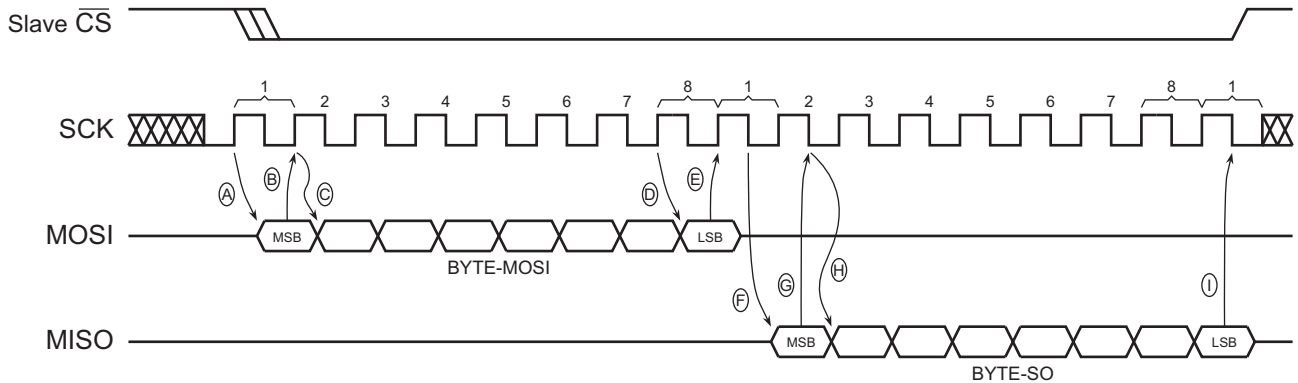 Slave CS
1 8 1 8 1
2 3 4 5 6 7 2 3 4 5 6 7
SCK
A B C D E
MOSI MSB LSB
BYTE-MOSI
F G H I
MISO MSB LSB
BYTE-SO